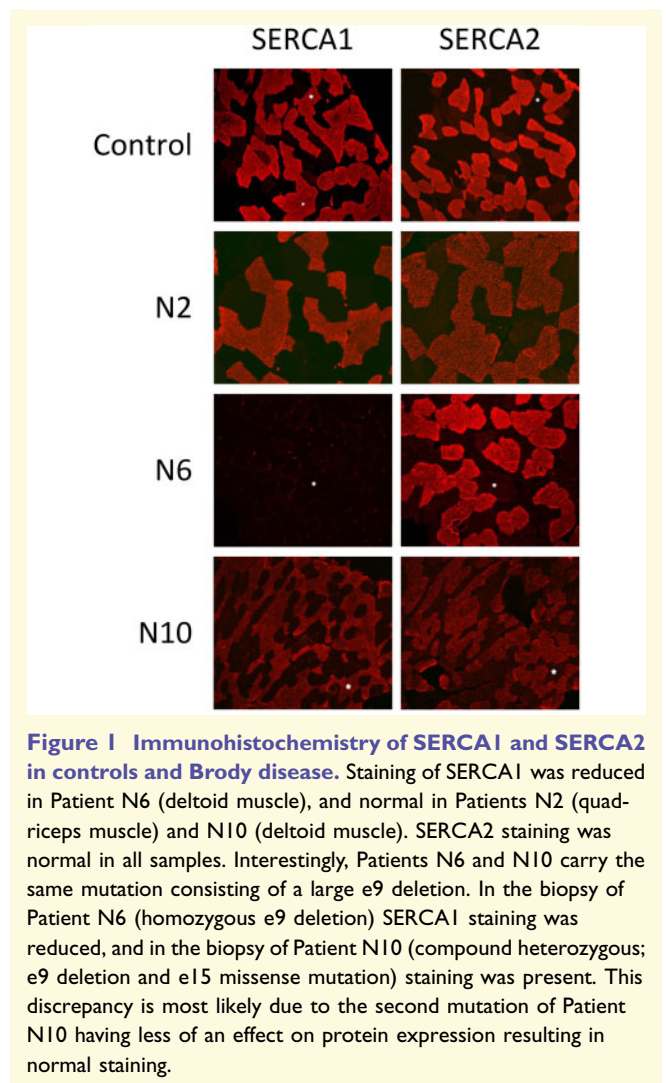 SERCA1 SERCA2
Control
N2
N6
N10
Figure 1 Immunohistochemistry of SERCA1 and SERCA2
in controls and Brody disease. Staining of SERCA1 was reduced
in Patient N6 (deltoid muscle), and normal in Patients N2 (quad-
riceps muscle) and N10 (deltoid muscle). SERCA2 staining was
normal in all samples. Interestingly, Patients N6 and N10 carry the
same mutation consisting of a large e9 deletion. In the biopsy of
Patient N6 (homozygous e9 deletion) SERCA1 staining was
reduced, and in the biopsy of Patient N10 (compound heterozygous;
e9 deletion and e15 missense mutation) staining was present. This
discrepancy is most likely due to the second mutation of Patient
N10 having less of an effect on protein expression resulting in
normal staining.